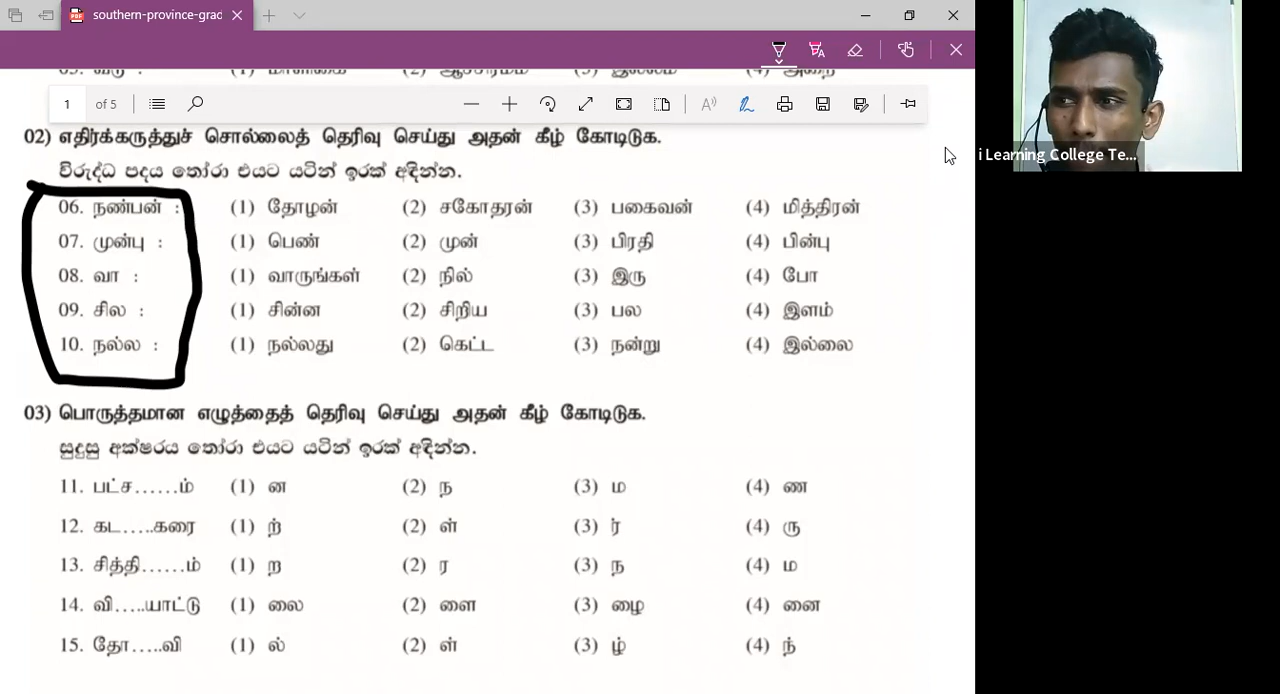 southern-province-grad
1 of 5
02) எதிர்க்கருத்துச் சொல்லைத் தெரிவு செய்து அதன் கீழ் கோடிடுக.
විරුද්ධ පදය තෝරා එයට යටින් ඉරක් අඳින්න.
i Learning College Te...
06. நண்பன் : (1) தோழன் (2) சகோதரன் (3) பகைவன் (4) மித்திரன்
07. முன்பு : (1) பெண் (2) முன் (3) பிரதி (4) பின்பு
08. வா : (1) வாருங்கள் (2) நில் (3) இரு (4) போ
09. சில : (1) சின்ன (2) சிறிய (3) பல (4) இளம்
10. நல்ல : (1) நல்லது (2) கெட்ட (3) நன்று (4) இல்லை
03) பொருத்தமான எழுத்தைத் தெரிவு செய்து அதன் கீழ் கோடிடுக.
සුදුසු අක්ෂරය තෝරා එයට යටින් ඉරක් අඳින්න.
11. பட்ச......ம் (1) ன (2) ந (3) ம (4) ண
12. கட.....கரை (1) ற் (2) ள் (3) ர் (4) ரு
13. சித்தி......ம் (1) ற (2) ர (3) ந (4) ம
14. வி.....யாட்டு (1) லை (2) ளை (3) ழை (4) னை
15. தோ.....வி (1) ல் (2) ள் (3) ழ் (4) ந்